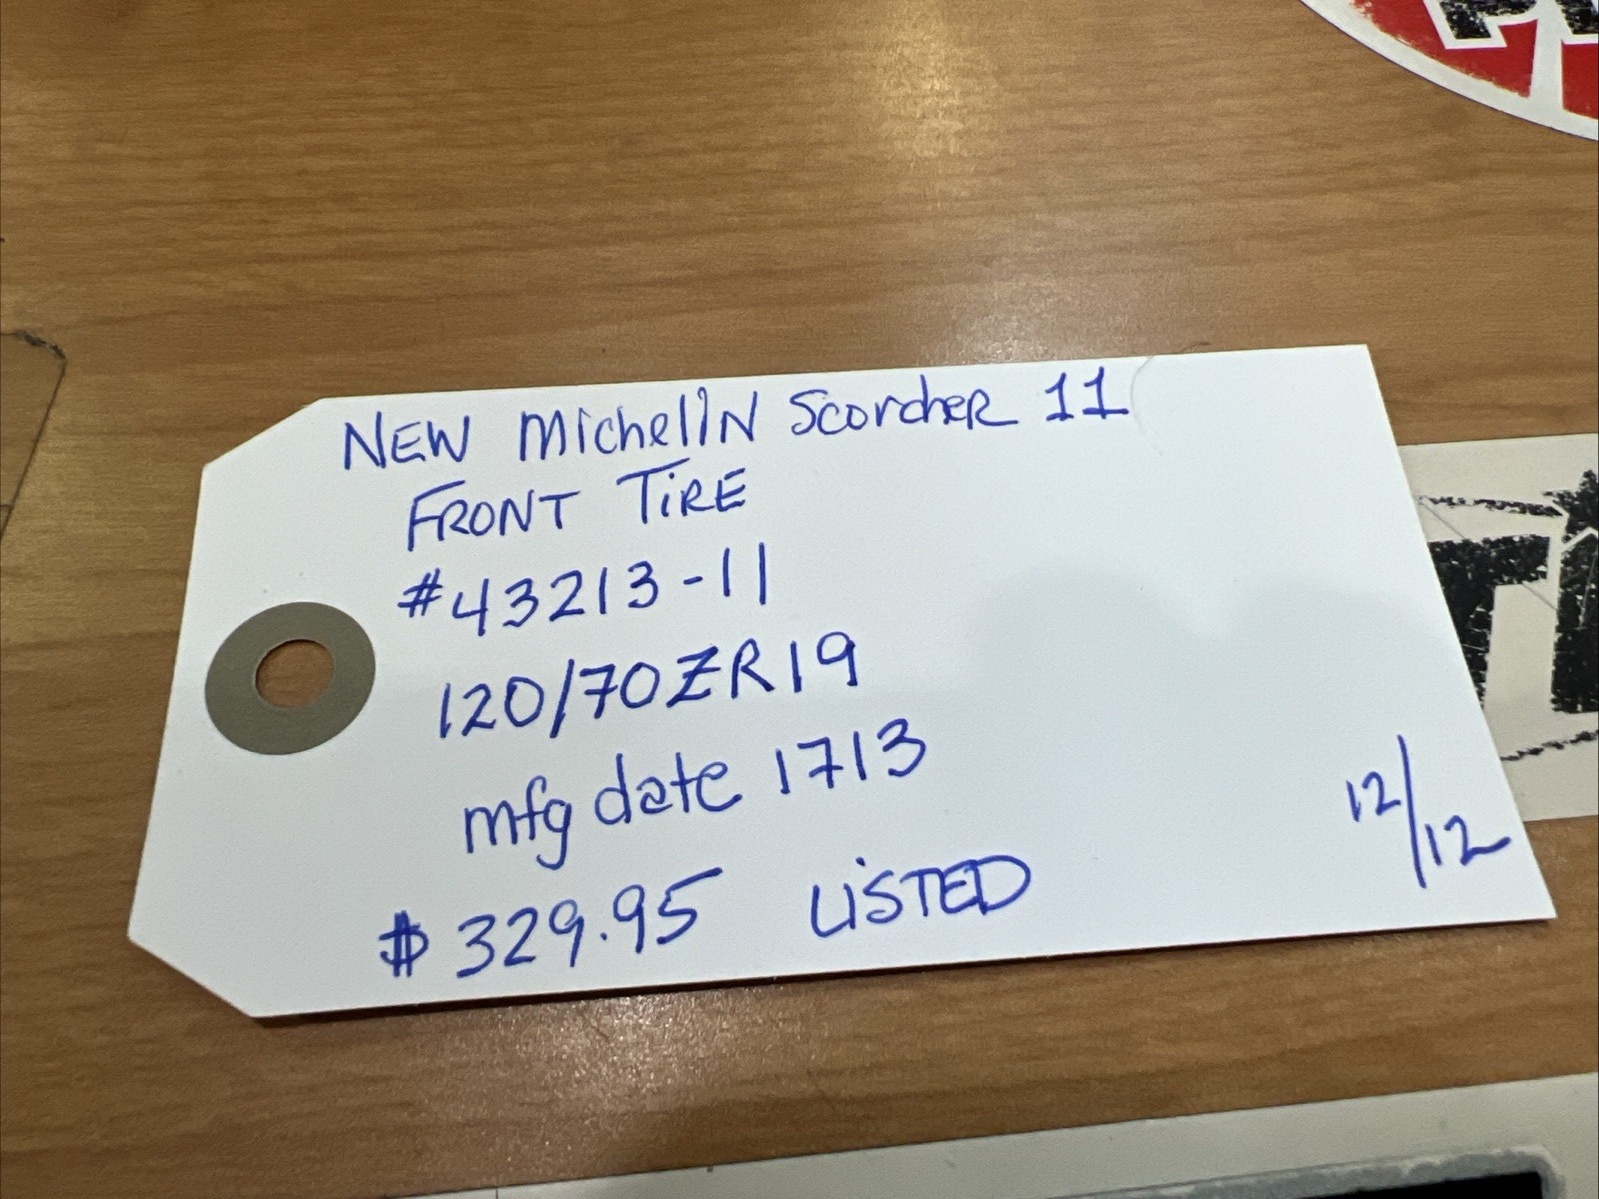 NEW MichelIN ScorcheR 11
FRONT TiRE
#43213-11
120/70ZR19
mfg date 1713
$329.95 LiSTED
12/12